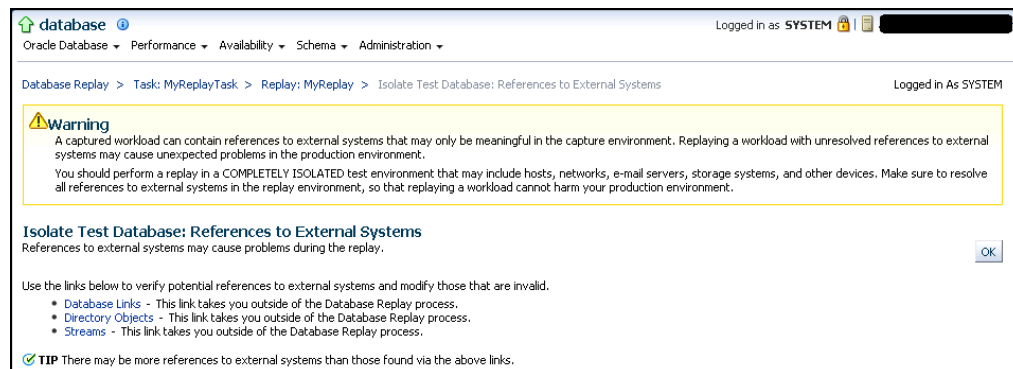 database
Logged in as SYSTEM
Oracle Database Performance Availability Schema Administration
Database Replay > Task: MyReplayTask > Replay: MyReplay > Isolate Test Database: References to External Systems
Logged in As SYSTEM
Warning
A captured workload can contain references to external systems that may only be meaningful in the capture environment. Replaying a workload with unresolved references to external
systems may cause unexpected problems in the production environment.
You should perform a replay in a COMPLETELY ISOLATED test environment that may include hosts, networks, e-mail servers, storage systems, and other devices. Make sure to resolve
all references to external systems in the replay environment, so that replaying a workload cannot harm your production environment.
Isolate Test Database: References to External Systems
References to external systems may cause problems during the replay.
OK
Use the links below to verify potential references to external systems and modify those that are invalid.
• Database Links - This link takes you outside of the Database Replay process.
• Directory Objects - This link takes you outside of the Database Replay process.
• Streams - This link takes you outside of the Database Replay process.
TIP There may be more references to external systems than those found via the above links.